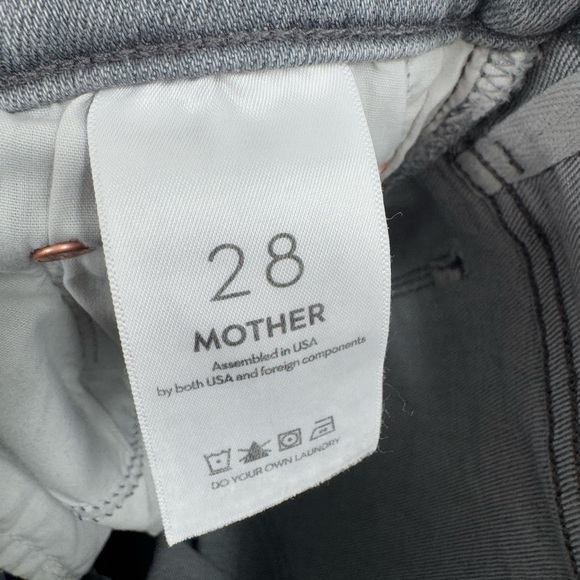 28
MOTHER
Assembled in USA
by both USA and foreign components
DO YOUR OWN LAUNDRY